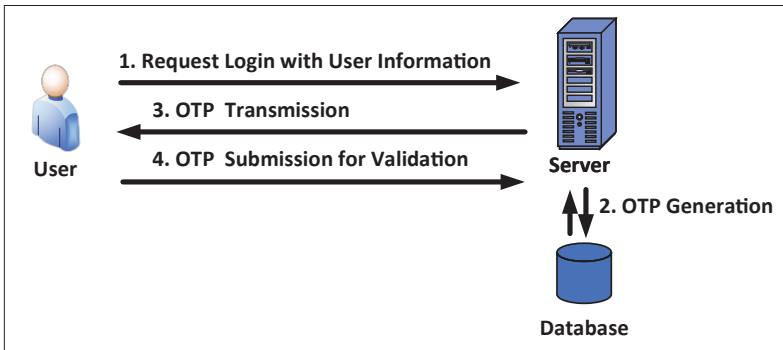 1. Request Login with User Information
3. OTP Transmission
4. OTP Submission for Validation
User
Server
2. OTP Generation
Database